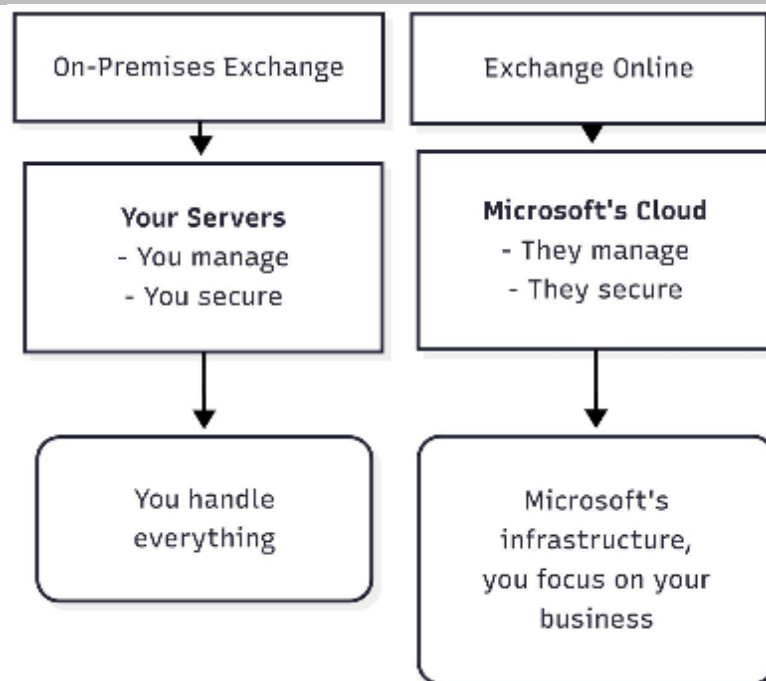 On-Premises Exchange
Your Servers
- You manage
- You secure
You handle
everything
Exchange Online
Microsoft's Cloud
- They manage
- They secure
Microsoft's
infrastructure,
you focus on your
business